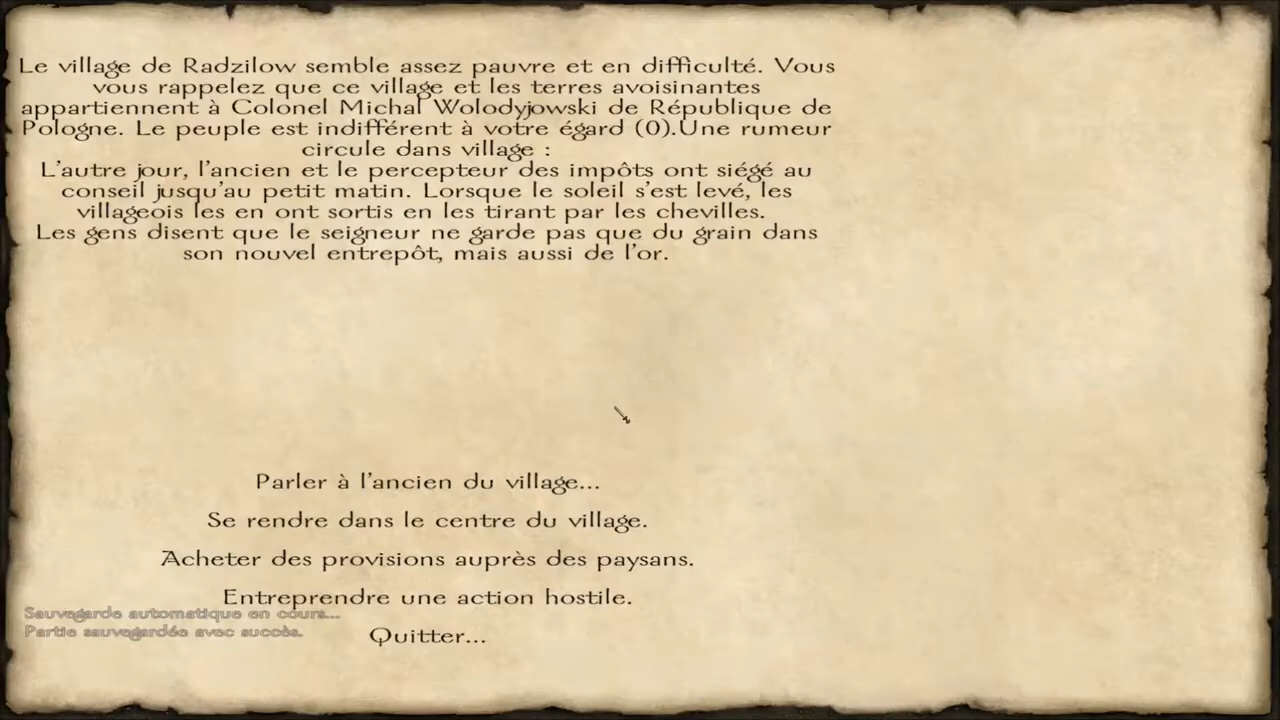 Le village de Radzilow semble assez pauvre et en difficulté. Vous
vous rappelez que ce village et les terres avoisinantes
appartiennent à Colonel Michal Wolodyjowski de République de
Pologne. Le peuple est indifférent à votre égard (0).Une rumeur
circule dans village :
L'autre jour, l'ancien et le percepteur des impôts ont siégé au
conseil jusqu'au petit matin. Lorsque le soleil s'est levé, les
villageois les en ont sortis en les tirant par les chevilles.
Les gens disent que le seigneur ne garde pas que du grain dans
son nouvel entrepôt, mais aussi de l'or.
Parler à l'ancien du village...
Se rendre dans le centre du village.
Acheter des provisions auprès des paysans.
Entreprendre une action hostile.
Sauvegarde automatique en cours...
Partie sauvegardée avec succès.
Quitter...